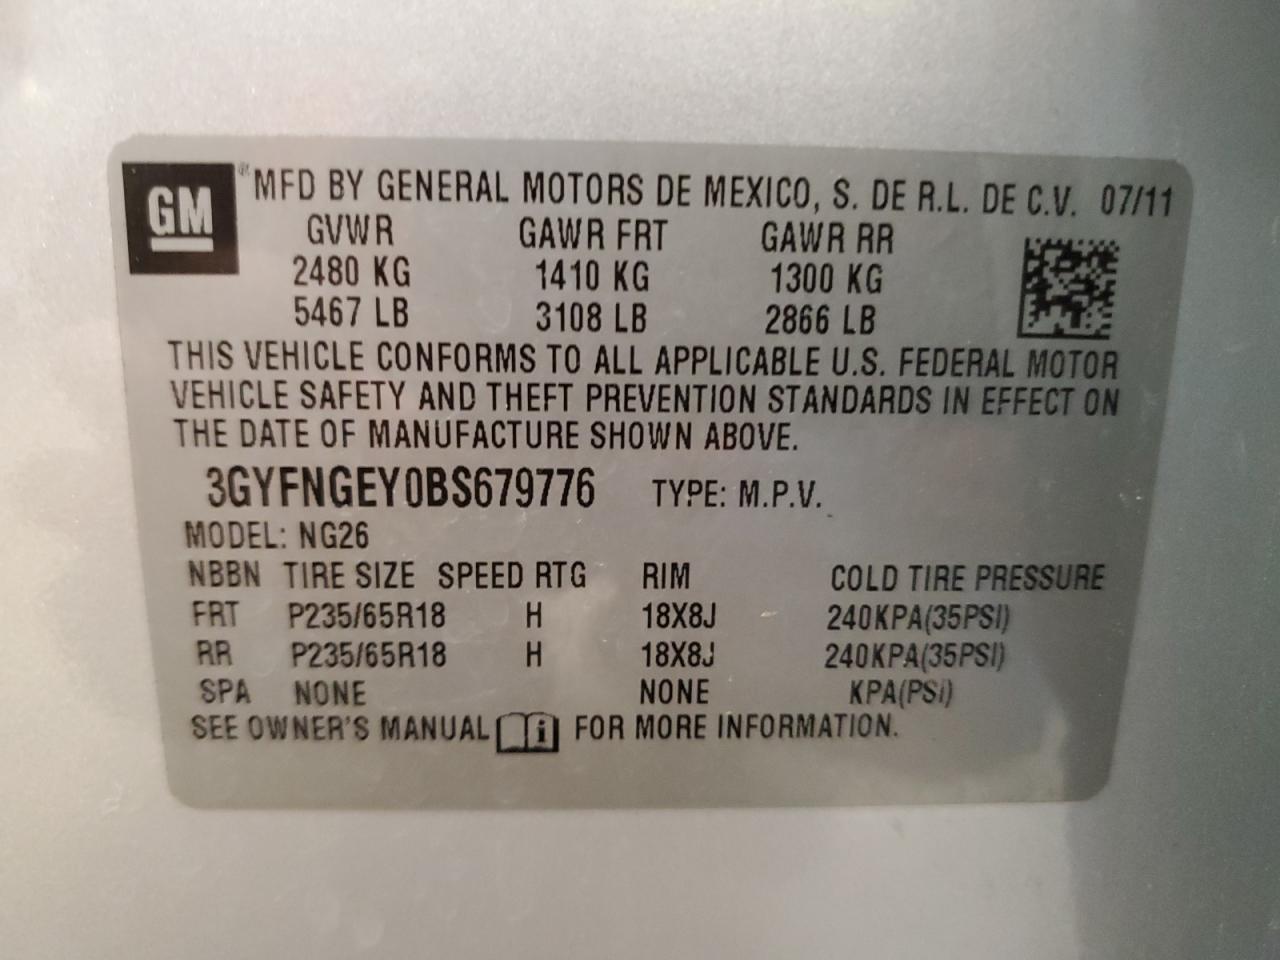 GM ® MFD BY GENERAL MOTORS DE MEXICO, S. DE R.L. DE C.V. 07/11
GVWR GAWR FRT GAWR RR
2480 KG 1410 KG 1300 KG
5467 LB 3108 LB 2866 LB
THIS VEHICLE CONFORMS TO ALL APPLICABLE U.S. FEDERAL MOTOR
VEHICLE SAFETY AND THEFT PREVENTION STANDARDS IN EFFECT ON
THE DATE OF MANUFACTURE SHOWN ABOVE.
3GYFNGEY0BS679776 TYPE: M.P.V.
MODEL: NG26
NBBN TIRE SIZE SPEED RTG RIM COLD TIRE PRESSURE
FRT P235/65R18 H 18X8J 240KPA(35PSI)
RR P235/65R18 H 18X8J 240KPA(35PSI)
SPA NONE NONE KPA(PSI)
SEE OWNER'S MANUAL i FOR MORE INFORMATION.